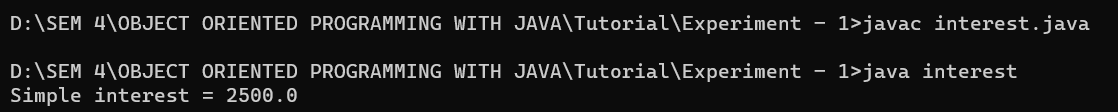 D:\SEM 4\OBJECT ORIENTED PROGRAMMING WITH JAVA\Tutorial\Experiment - 1>javac interest.java
D:\SEM 4\OBJECT ORIENTED PROGRAMMING WITH JAVA\Tutorial\Experiment - 1>java interest
Simple interest = 2500.0